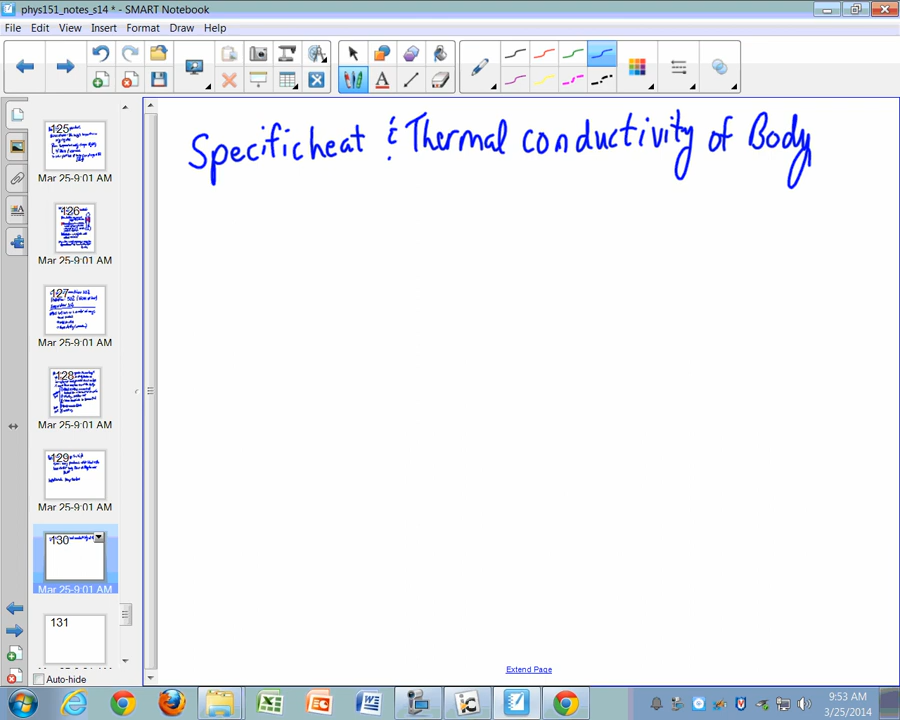 phys151_notes_s14 * - SMART Notebook
File Edit View Insert Format Draw Help
125
Mar 25-9:01 AM
126
Mar 25-9:01 AM
127
Mar 25-9:01 AM
128
Mar 25-9:01 AM
129
Mar 25-9:01 AM
130
Mar 25-9:01 AM
131
Auto-hide
Specific heat & Thermal conductivity of Body
Extend Page
9:53 AM
3/25/2014